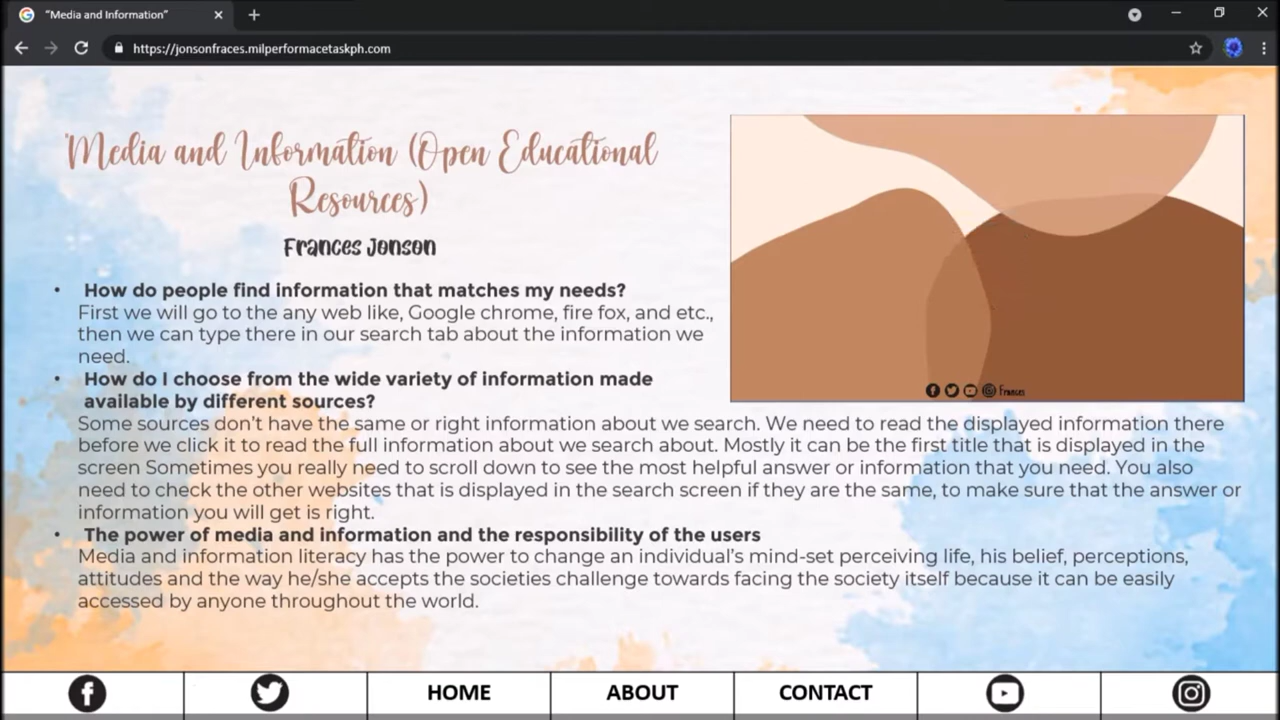 "Media and Information"
https://jonsonfraces.milperformacetaskph.com
"Media and Information (Open Educational
Resources)
Frances Jonson
• How do people find information that matches my needs?
First we will go to the any web like, Google chrome, fire fox, and etc.,
then we can type there in our search tab about the information we
need.
• How do I choose from the wide variety of information made
available by different sources?
Some sources don't have the same or right information about we search. We need to read the displayed information there
before we click it to read the full information about we search about. Mostly it can be the first title that is displayed in the
screen Sometimes you really need to scroll down to see the most helpful answer or information that you need. You also
need to check the other websites that is displayed in the search screen if they are the same, to make sure that the answer or
information you will get is right.
• The power of media and information and the responsibility of the users
Media and information literacy has the power to change an individual's mind-set perceiving life, his belief, perceptions,
attitudes and the way he/she accepts the societies challenge towards facing the society itself because it can be easily
accessed by anyone throughout the world.
Frances
HOME ABOUT CONTACT